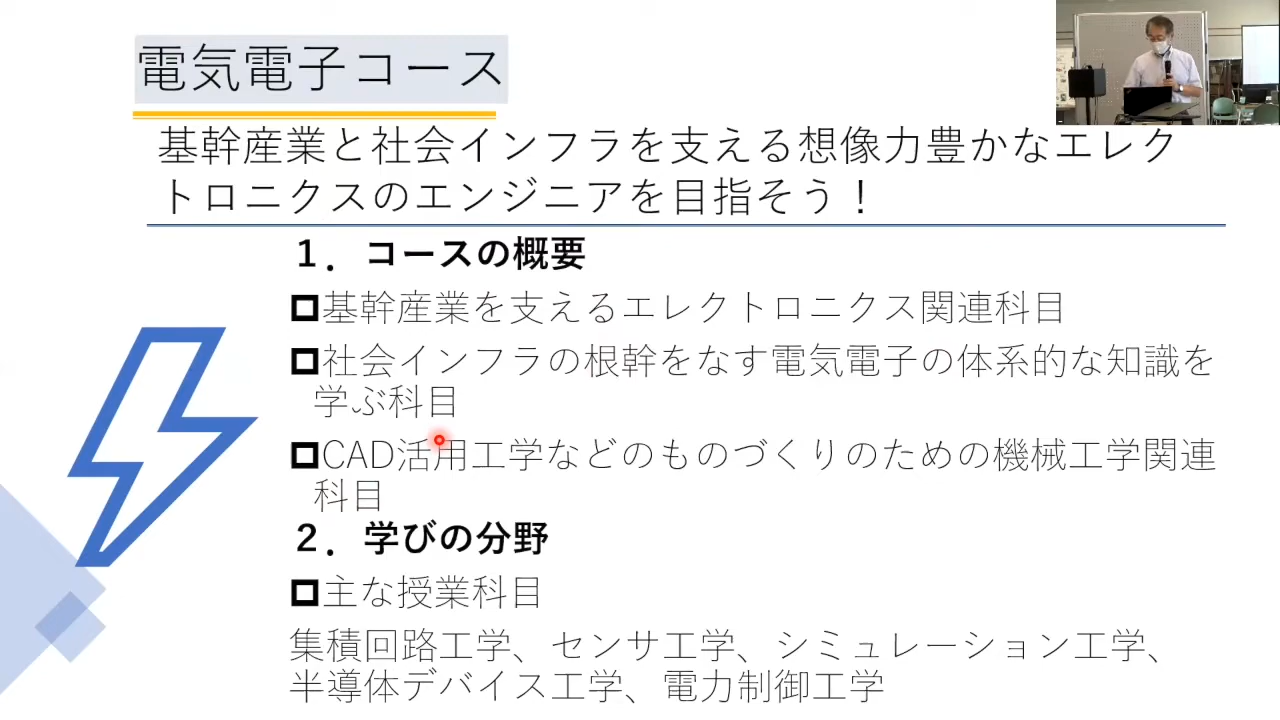 電気電子コース
基幹産業と社会インフラを支える想像力豊かなエレク
トロニクスのエンジニアを目指そう！
１．コースの概要
基幹産業を支えるエレクトロニクス関連科目
社会インフラの根幹をなす電気電子の体系的な知識を
学ぶ科目
CAD活用工学などのものづくりのための機械工学関連
科目
２．学びの分野
主な授業科目
集積回路工学、センサ工学、シミュレーション工学、
半導体デバイス工学、電力制御工学